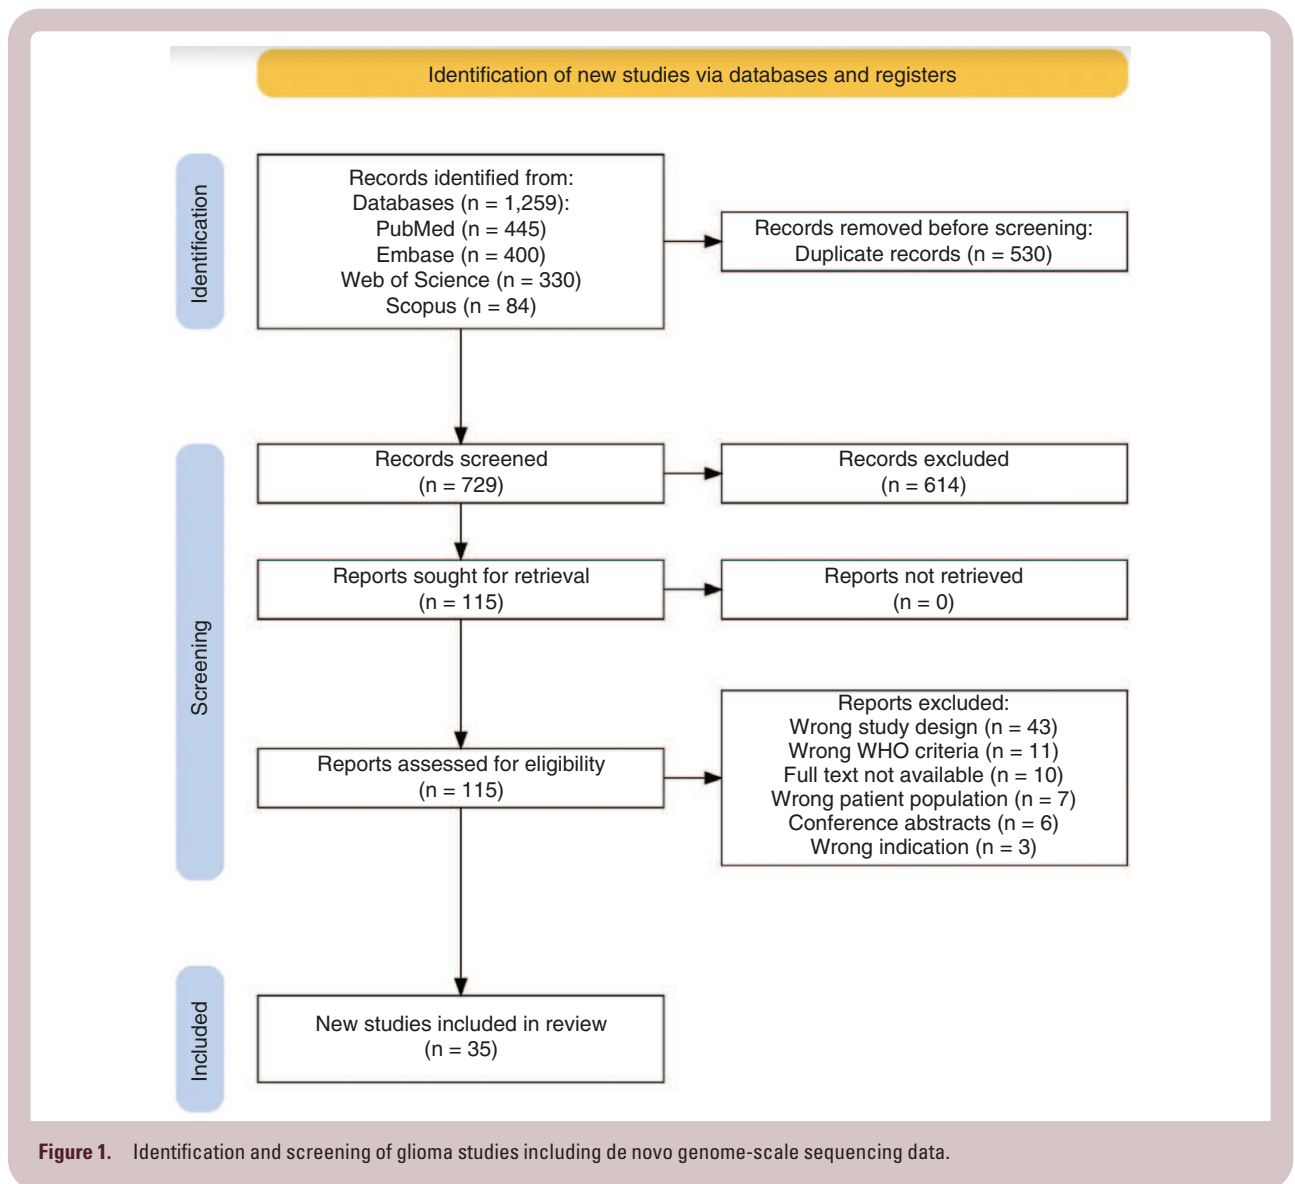 Identification of new studies via databases and registers
Identification
Records identified from:
Databases (n = 1,259):
PubMed (n = 445)
Embase (n = 400)
Web of Science (n = 330)
Scopus (n = 84)
Records removed before screening:
Duplicate records (n = 530)
Screening
Records screened
(n = 729)
Records excluded
(n = 614)
Reports sought for retrieval
(n = 115)
Reports not retrieved
(n = 0)
Reports assessed for eligibility
(n = 115)
Reports excluded:
Wrong study design (n = 43)
Wrong WHO criteria (n = 11)
Full text not available (n = 10)
Wrong patient population (n = 7)
Conference abstracts (n = 6)
Wrong indication (n = 3)
Included
New studies included in review
(n = 35)
Figure 1. Identification and screening of glioma studies including de novo genome-scale sequencing data.